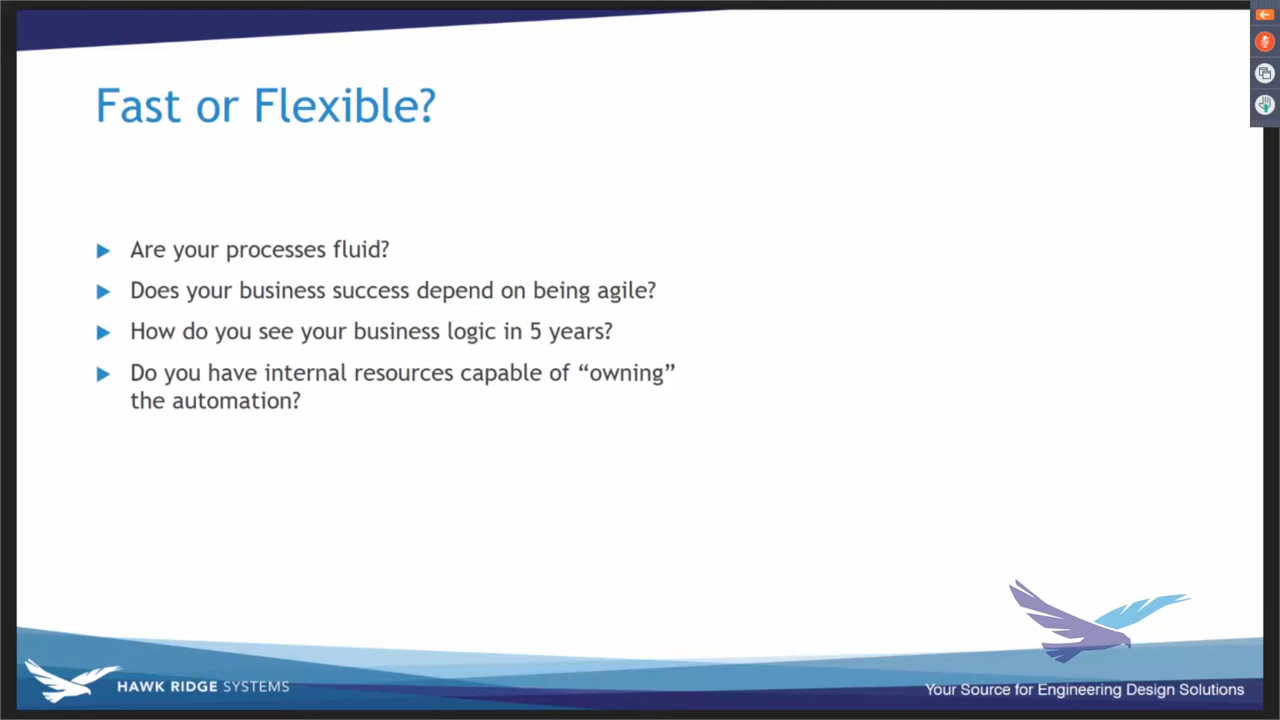 Fast or Flexible?
Are your processes fluid?
Does your business success depend on being agile?
How do you see your business logic in 5 years?
Do you have internal resources capable of “owning”
the automation?
HAWK RIDGE SYSTEMS
Your Source for Engineering Design Solutions